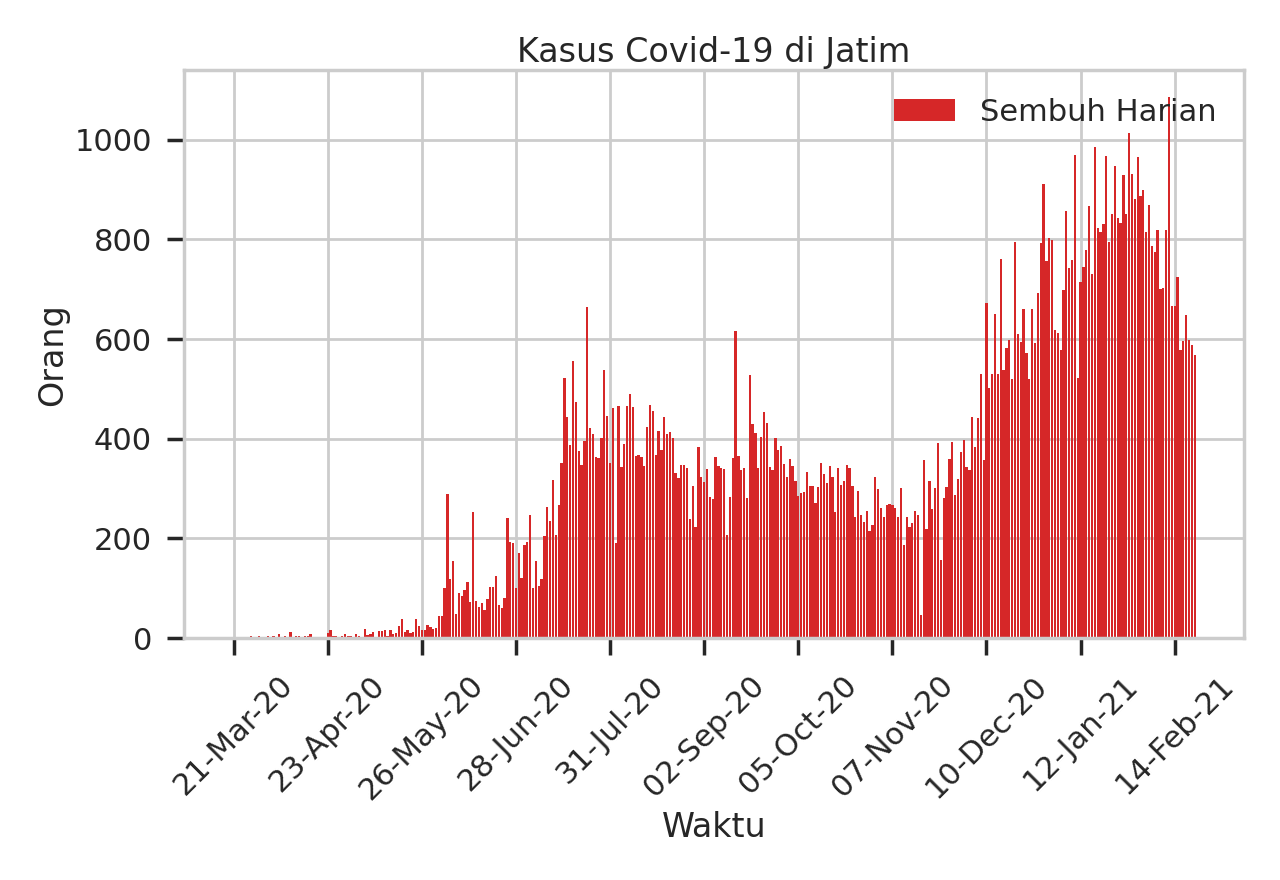 Kasus Covid-19 di Jatim
Sembuh Harian
1000
800
600
400
200
0
Orang
21-Mar-20
23-Apr-20
26-May-20
28-Jun-20
31-Jul-20
02-Sep-20
05-Oct-20
07-Nov-20
10-Dec-20
12-Jan-21
14-Feb-21
Waktu